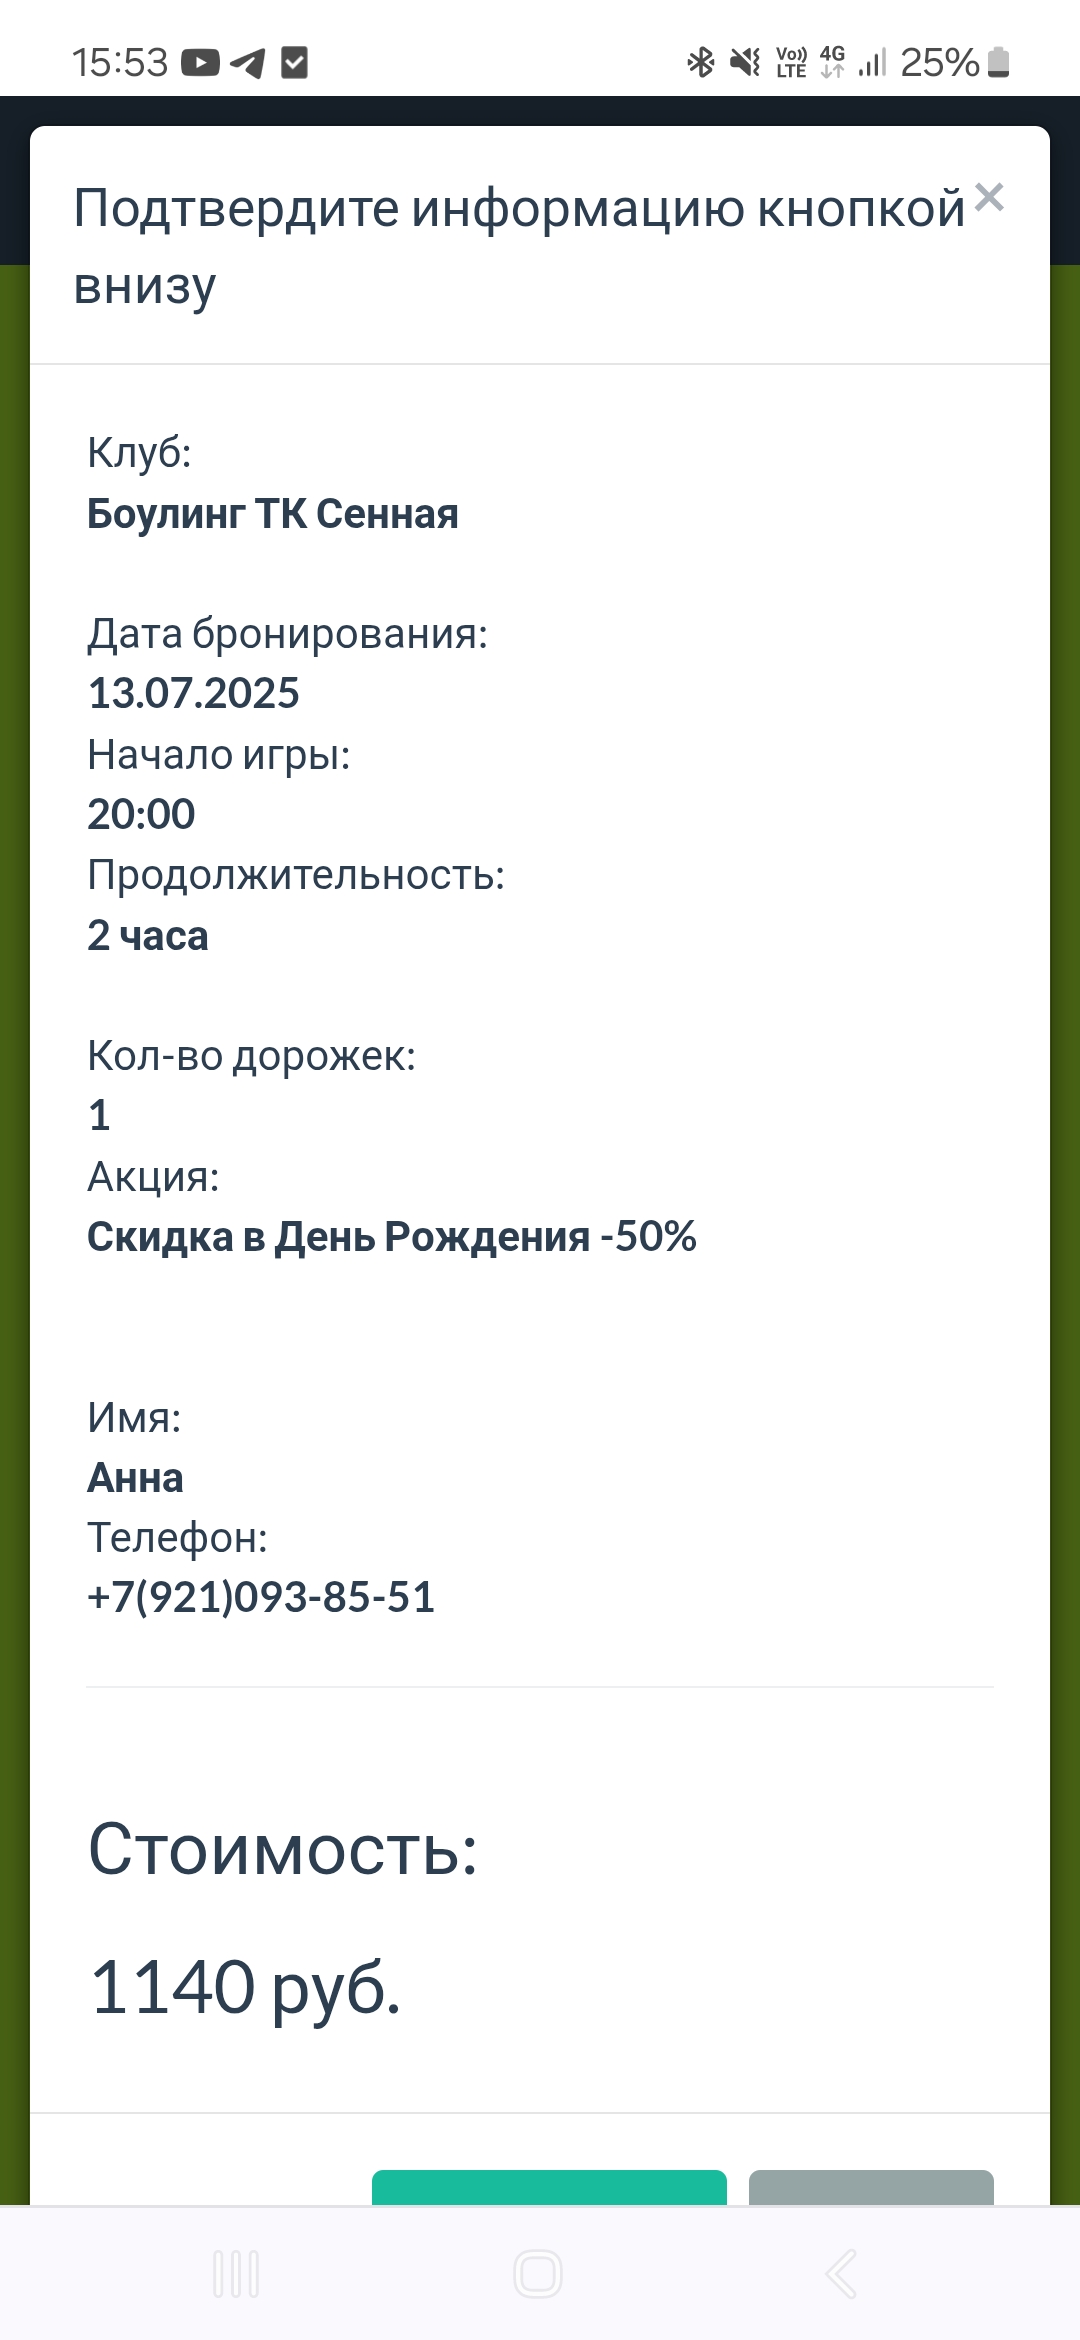 15:53
Vo))
LTE
4G
25%
Подтвердите информацию кнопкой
внизу
×
Клуб:
Боулинг ТК Сенная
Дата бронирования:
13.07.2025
Начало игры:
20:00
Продолжительность:
2 часа
Кол-во дорожек:
1
Акция:
Скидка в День Рождения -50%
Имя:
Анна
Телефон:
+7(921)093-85-51
Стоимость:
1140 руб.